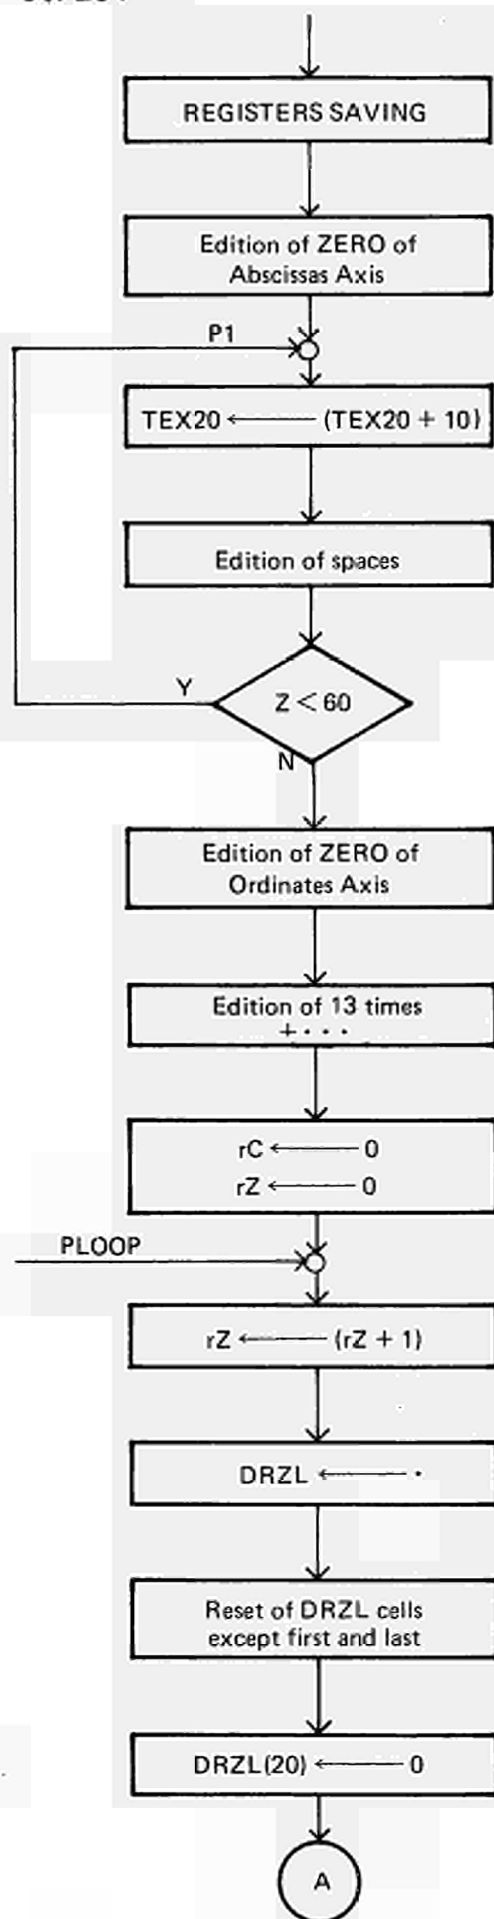 REGISTERS SAVING
Edition of ZERO of
Abscissas Axis
P1
TEX20 ← (TEX20 + 10)
Edition of spaces
Y
Z < 60
N
Edition of ZERO of
Ordinates Axis
Edition of 13 times
+ · · ·
rC ← 0
rZ ← 0
PLOOP
rZ ← (rZ + 1)
DRZL ← ·
Reset of DRZL cells
except first and last
DRZL(20) ← 0
A